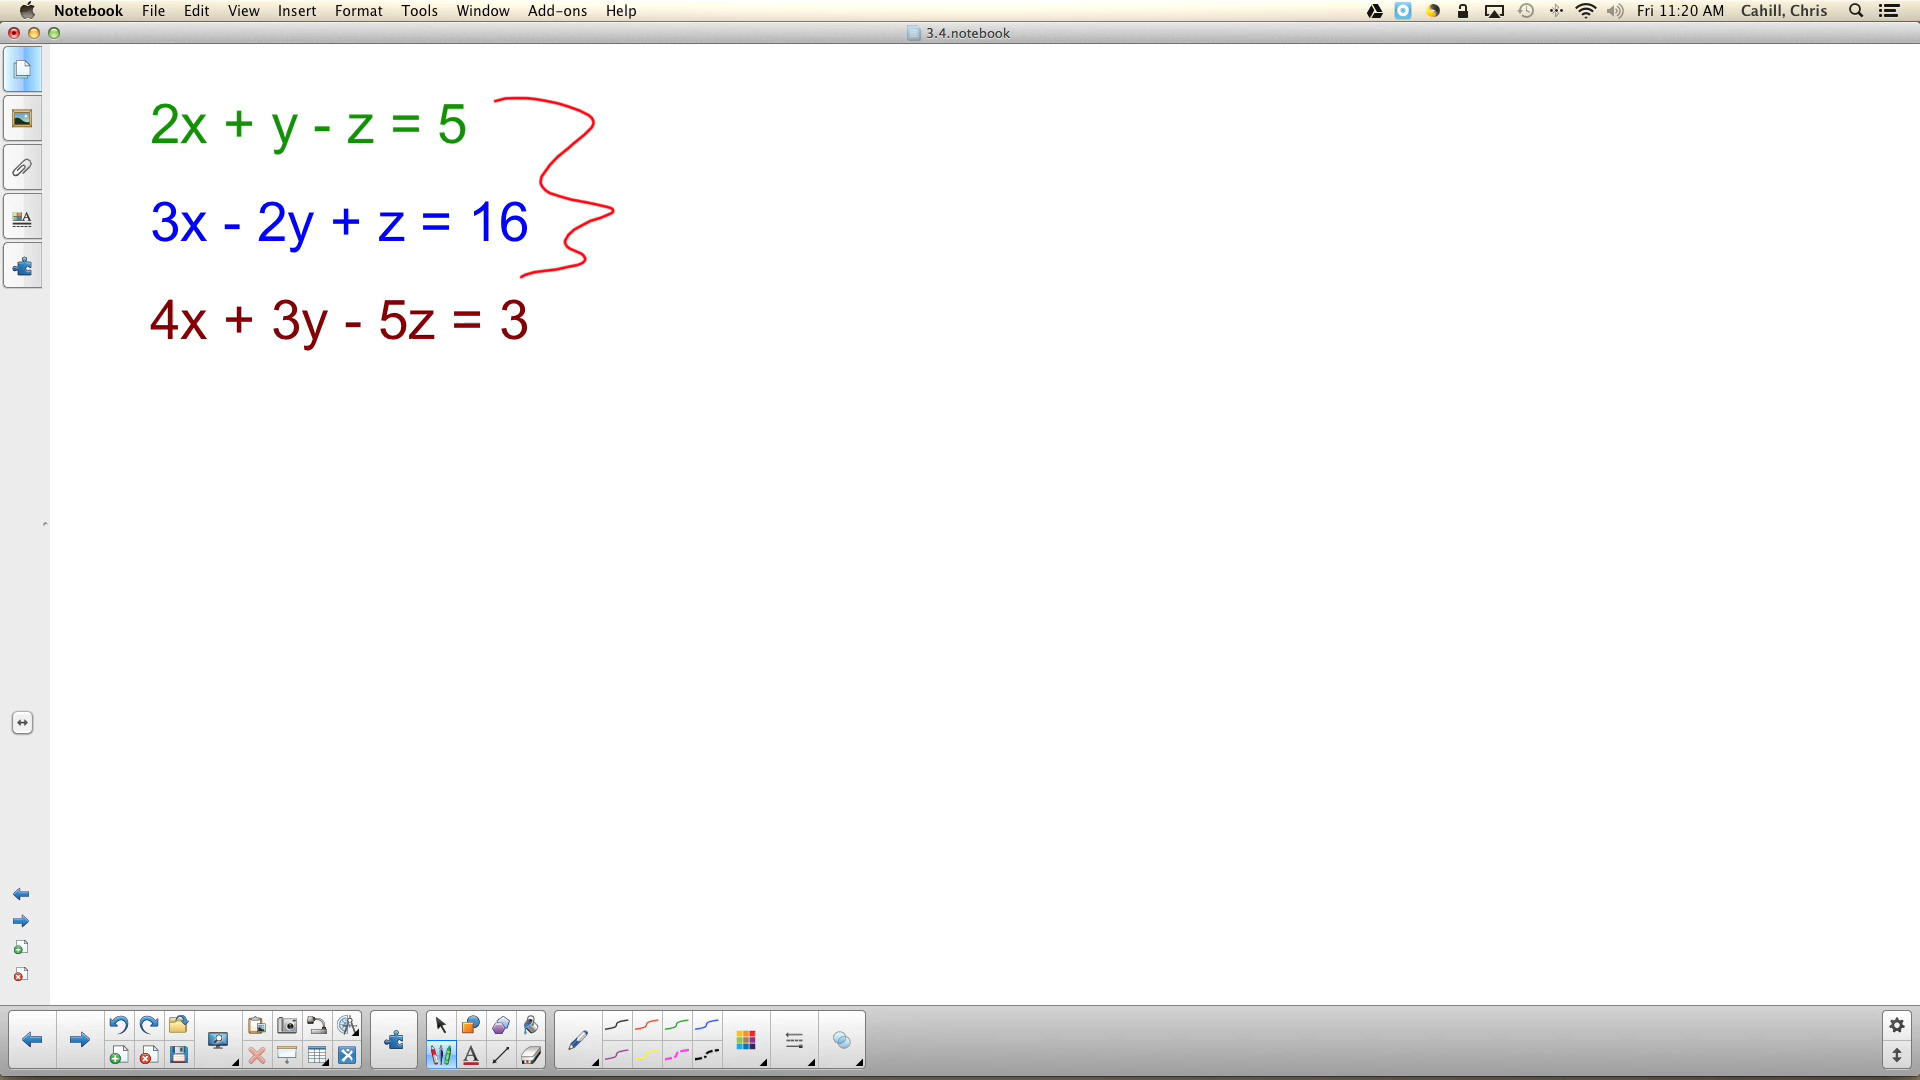 Notebook File Edit View Insert Format Tools Window Add-ons Help Fri 11:20 AM Cahill, Chris
3.4.notebook
2x + y - z = 5
3x - 2y + z = 16
4x + 3y - 5z = 3